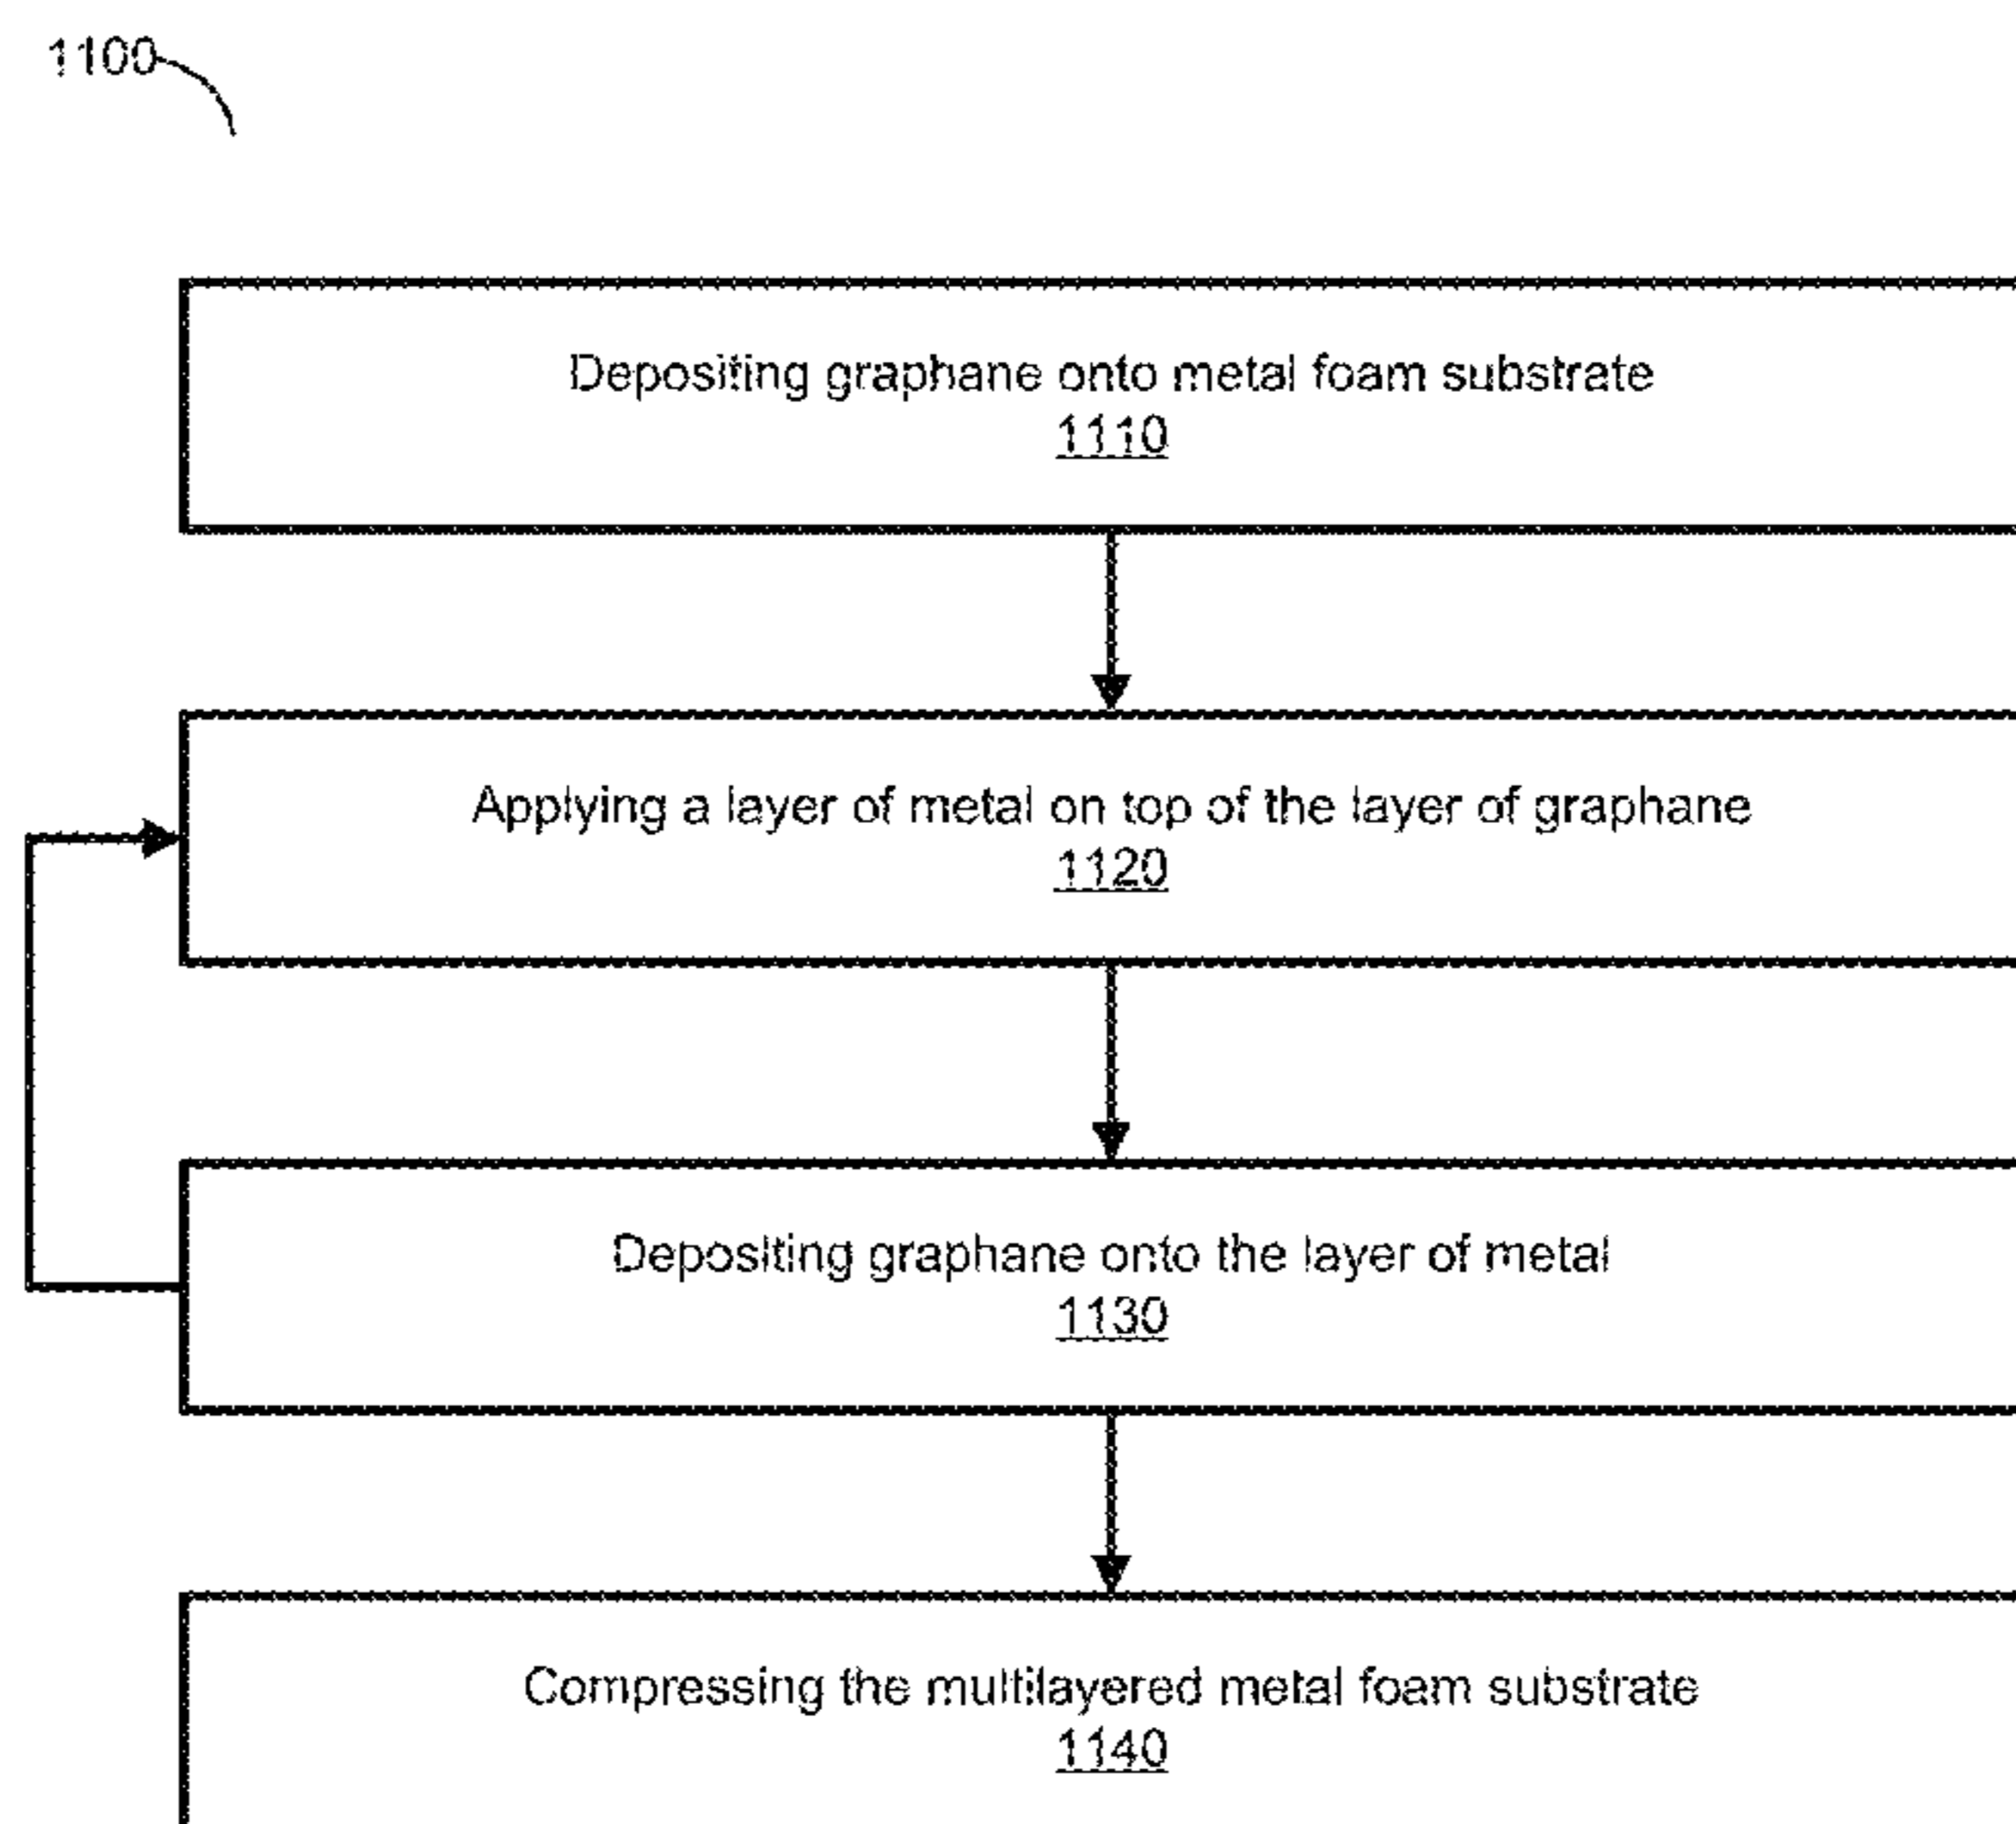 1100
Depositing graphane onto metal foam substrate
1110
Applying a layer of metal on top of the layer of graphane
1120
Depositing graphane onto the layer of metal
1130
Compressing the multilayered metal foam substrate
1140